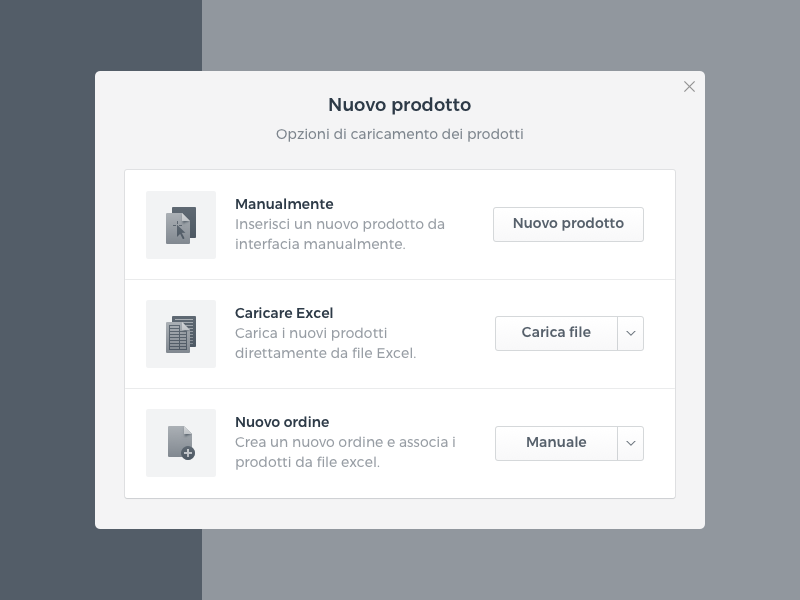 Nuovo prodotto
Opzioni di caricamento dei prodotti
Manualmente
Inserisci un nuovo prodotto da
interfacia manualmente.
Nuovo prodotto
Caricare Excel
Carica i nuovi prodotti
direttamente da file Excel.
Carica file
Nuovo ordine
Crea un nuovo ordine e associa i
prodotti da file excel.
Manuale